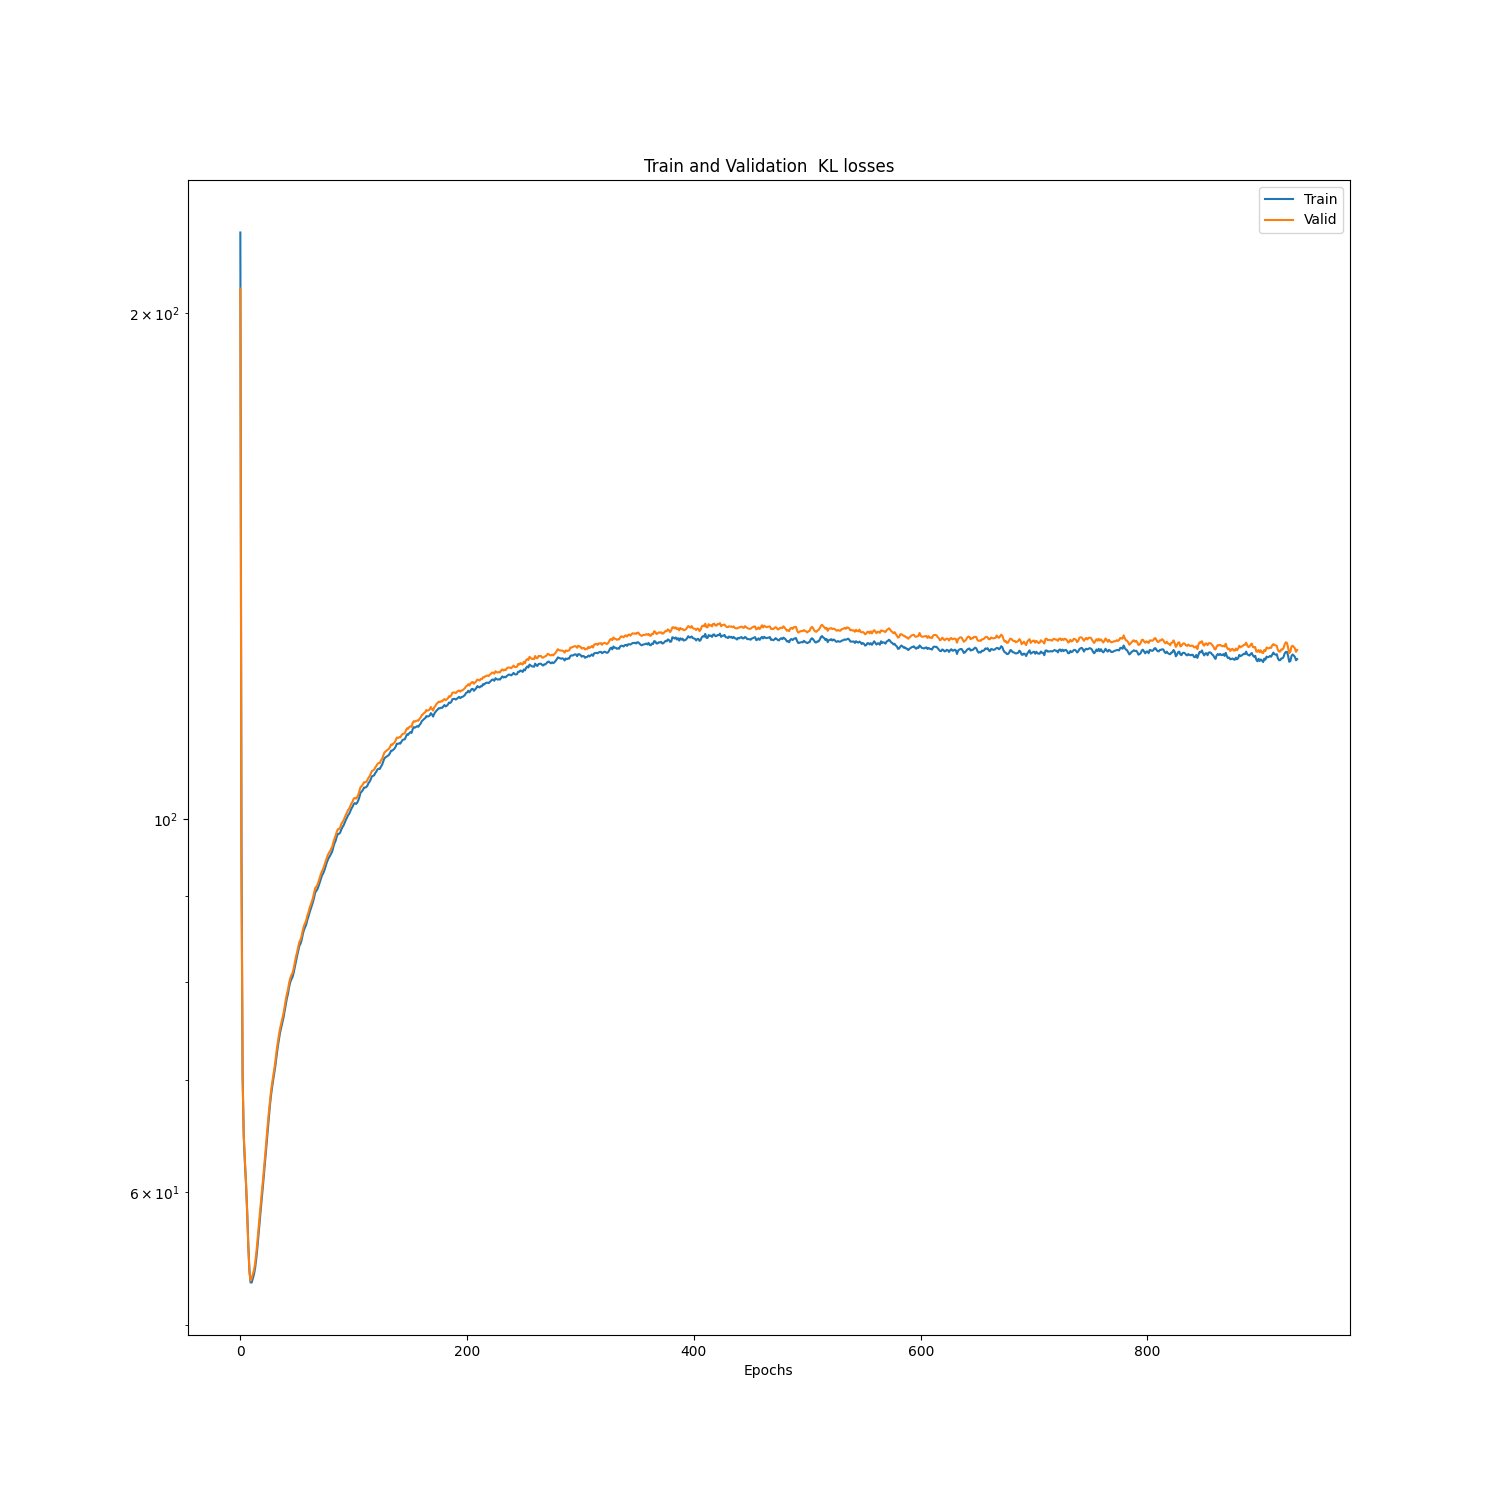 Train and Validation  KL losses
Train
Valid
2 × 10²
10²
6 × 10¹
0 200 400 600 800
Epochs